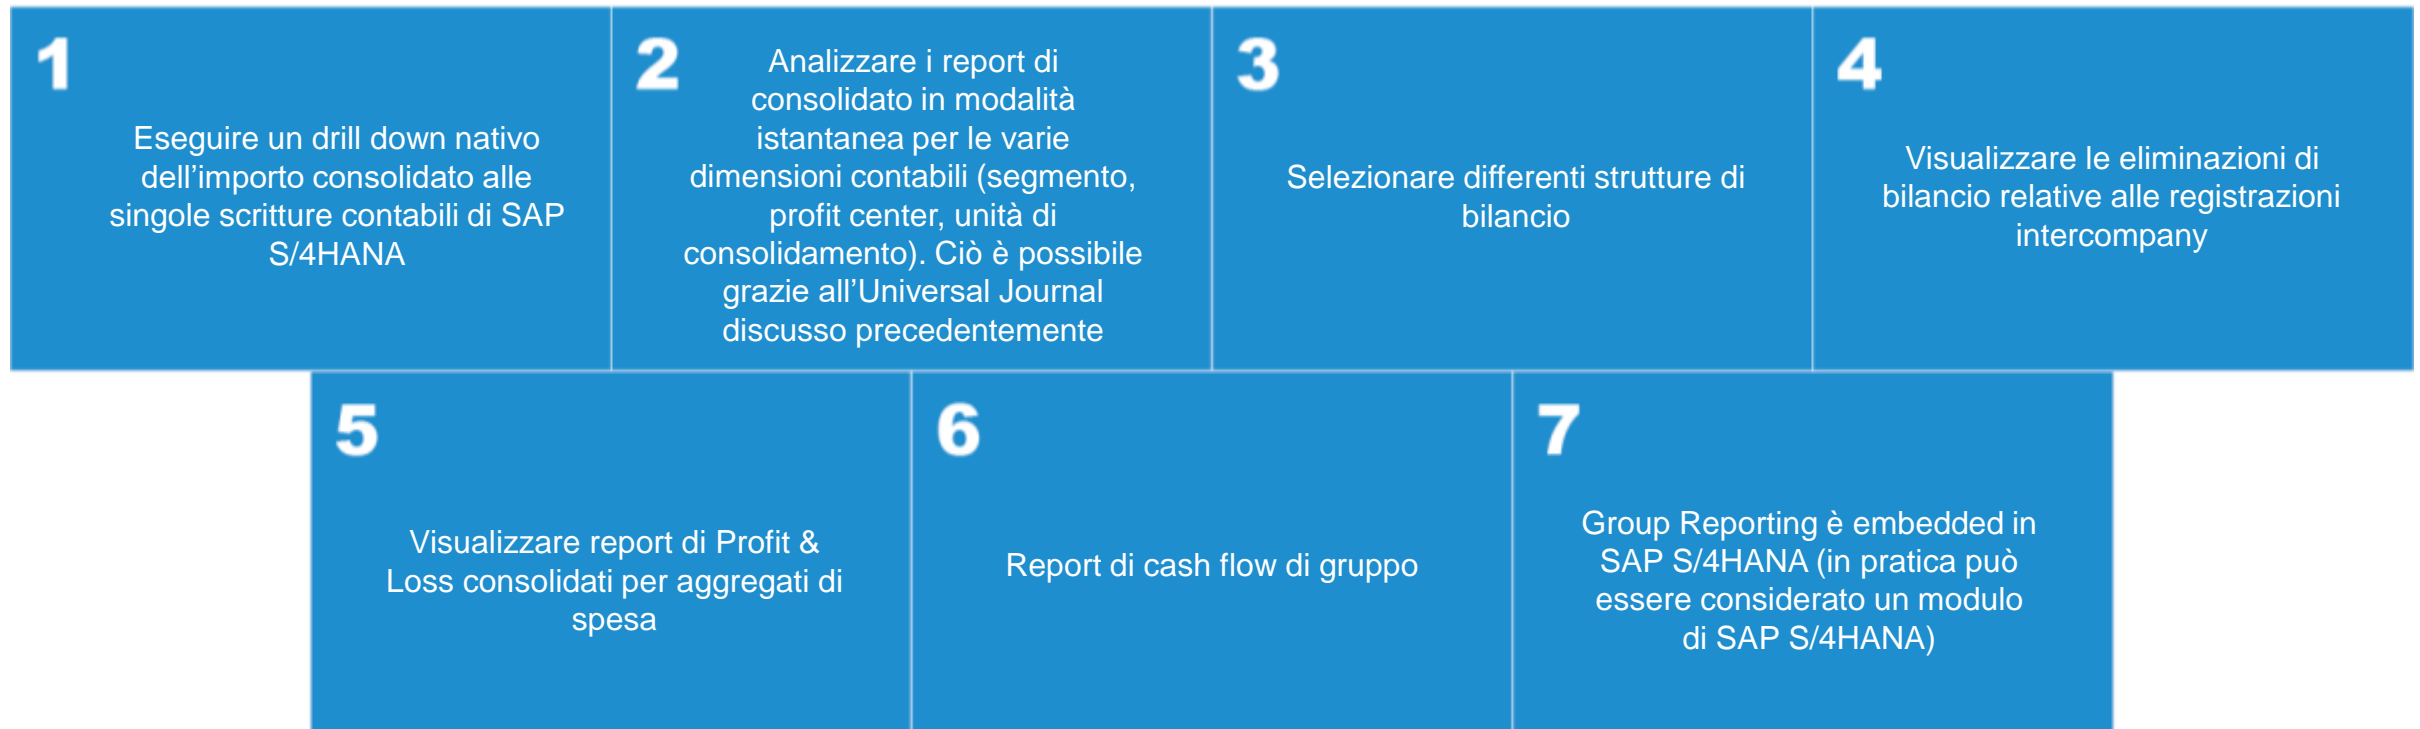 1
Eseguire un drill down nativo
dell'importo consolidato alle
singole scritture contabili di SAP
S/4HANA
2
Analizzare i report di
consolidato in modalità
istantanea per le varie
dimensioni contabili (segmento,
profit center, unità di
consolidamento). Ciò è possibile
grazie all'Universal Journal
discusso precedentemente
3
Selezionare differenti strutture di
bilancio
4
Visualizzare le eliminazioni di
bilancio relative alle registrazioni
intercompany
5
Visualizzare report di Profit &
Loss consolidati per aggregati di
spesa
6
Report di cash flow di gruppo
7
Group Reporting è embedded in
SAP S/4HANA (in pratica può
essere considerato un modulo
di SAP S/4HANA)